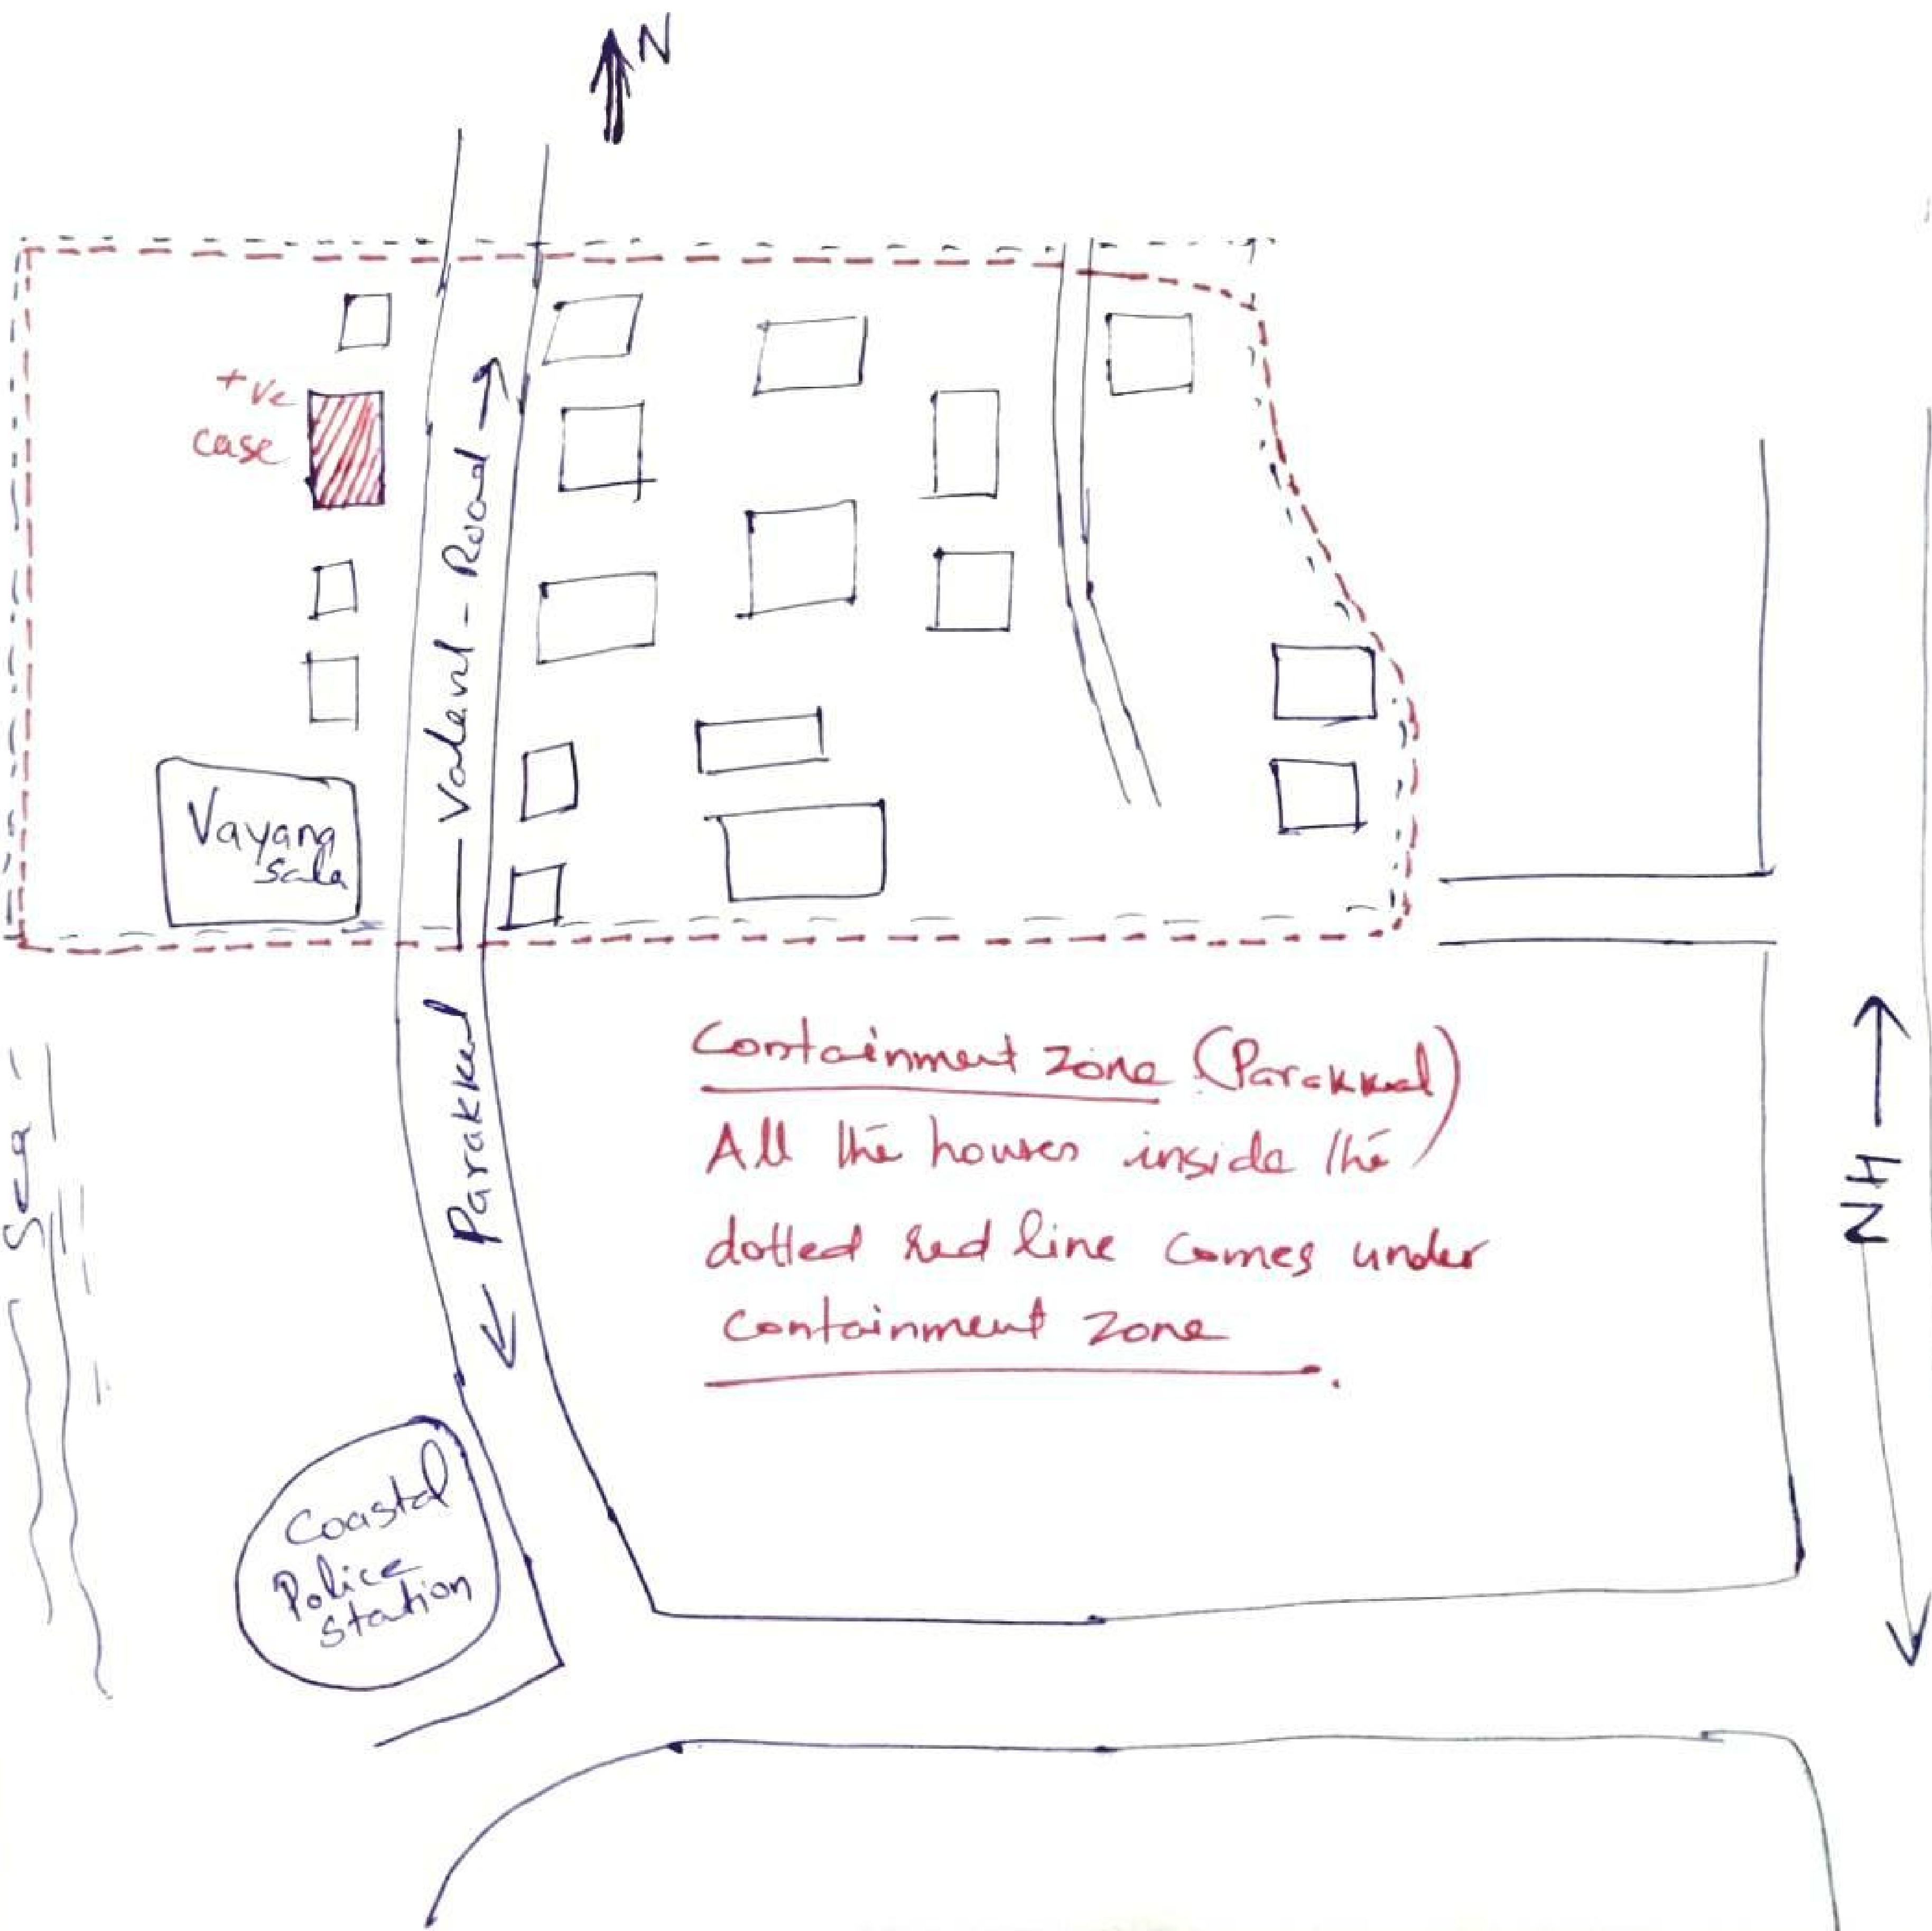 N
+ve
case
Valavil - Road
Vayana
Sala
Parakkal
Containment zone (Parakkal)
All the houses inside the
dotted red line comes under
containment zone
Sea
NH
Coastal
Police
Station